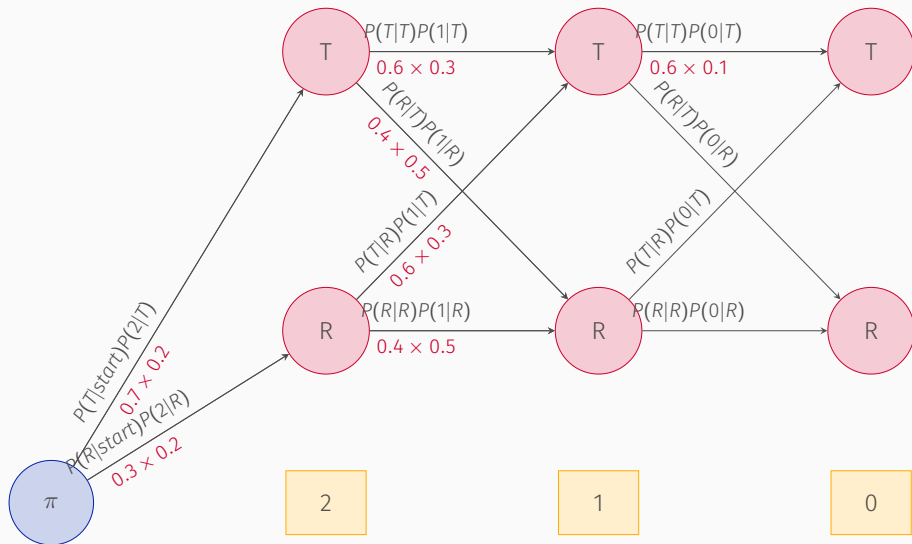 P(T|T)P(1|T)
P(T|T)P(0|T)
T
T
T
0.6 × 0.3
0.6 × 0.1
P(R|T)P(1|R)
0.4 × 0.5
P(R|T)P(0|R)
P(T|R)P(1|T)
0.6 × 0.3
P(T|R)P(0|T)
P(R|R)P(1|R)
P(R|R)P(0|R)
R
R
R
0.4 × 0.5
P(T|start)P(2|T)
0.7 × 0.2
P(R|start)P(2|R)
0.3 × 0.2
π
2
1
0